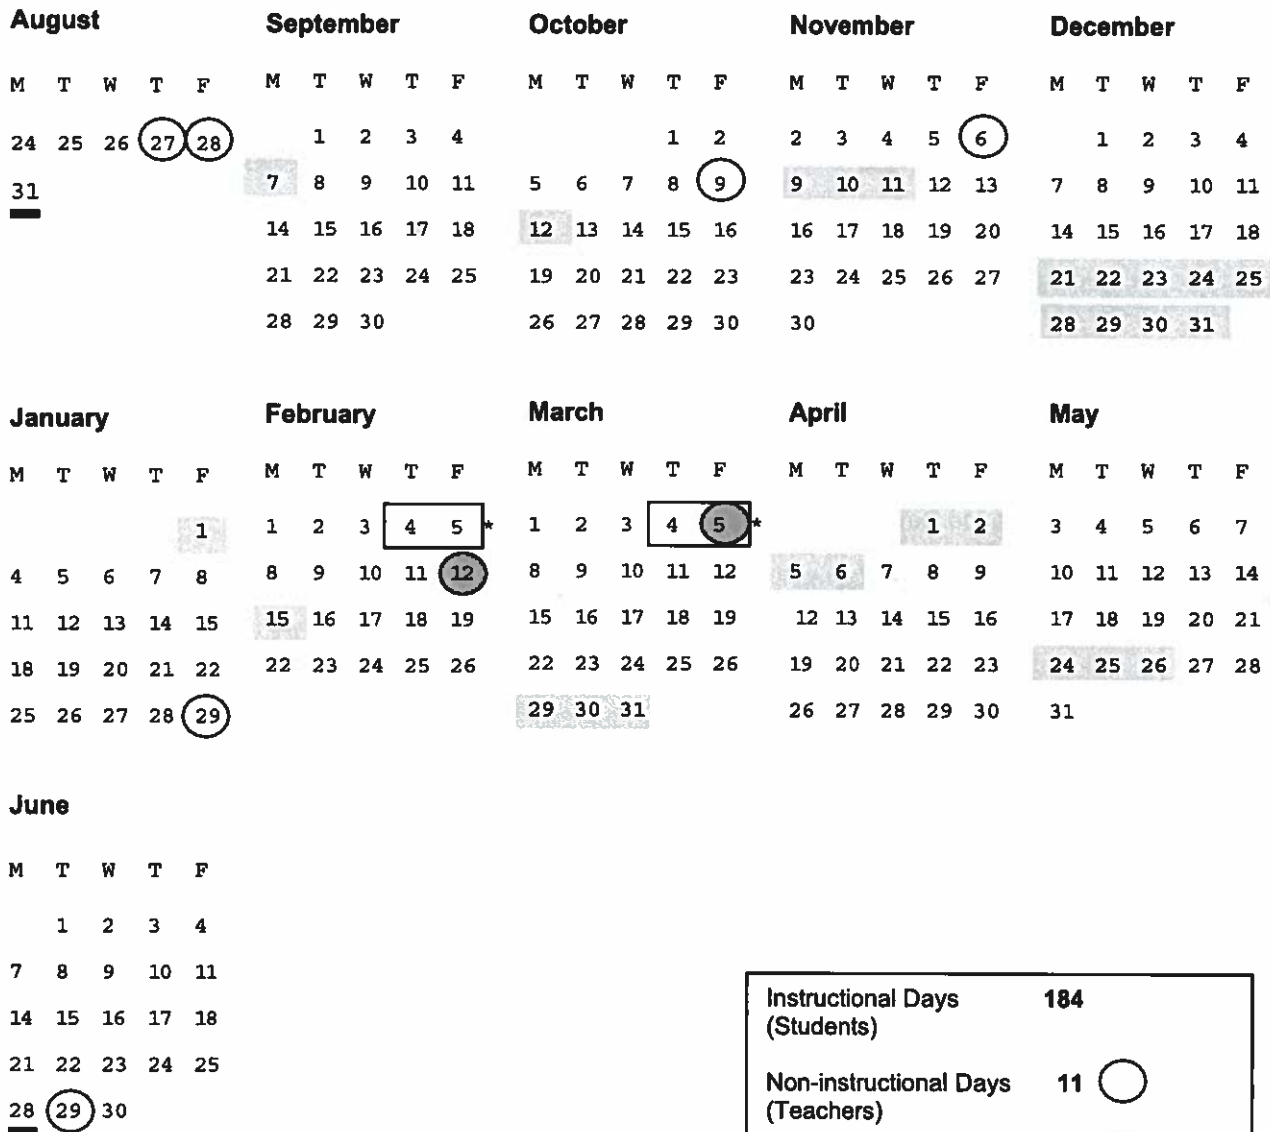 August September October November December
M T W T F M T W T F M T W T F M T W T F M T W T F
24 25 26 27 28 1 2 3 4 1 2 2 3 4 5 6 1 2 3 4
31 7 8 9 10 11 5 6 7 8 9 9 10 11 12 13 7 8 9 10 11
14 15 16 17 18 12 13 14 15 16 16 17 18 19 20 14 15 16 17 18
21 22 23 24 25 19 20 21 22 23 23 24 25 26 27 21 22 23 24 25
28 29 30 26 27 28 29 30 30 28 29 30 31
January February March April May
M T W T F M T W T F M T W T F M T W T F M T W T F
1 1 2 3 4 5 * 1 2 3 4 5 * 1 2 3 4 5 6 7
4 5 6 7 8 8 9 10 11 12 8 9 10 11 12 5 6 7 8 9 10 11 12 13 14
11 12 13 14 15 15 16 17 18 19 15 16 17 18 19 12 13 14 15 16 17 18 19 20 21
18 19 20 21 22 22 23 24 25 26 22 23 24 25 26 19 20 21 22 23 24 25 26 27 28
25 26 27 28 29 29 30 31 26 27 28 29 30 31
June
M T W T F
1 2 3 4
7 8 9 10 11
14 15 16 17 18
21 22 23 24 25
28 29 30
Instructional Days 184
(Students)
Non-instructional Days 11
(Teachers)